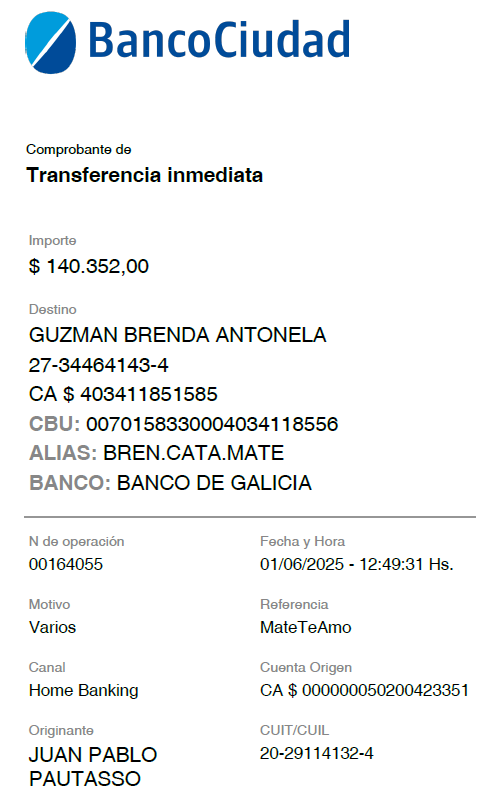 BancoCiudad
Comprobante de
Transferencia inmediata
Importe
$ 140.352,00
Destino
GUZMAN BRENDA ANTONELA
27-34464143-4
CA $ 403411851585
CBU: 0070158330004034118556
ALIAS: BREN.CATA.MATE
BANCO: BANCO DE GALICIA
N de operación
00164055
Fecha y Hora
01/06/2025 - 12:49:31 Hs.
Motivo
Varios
Referencia
MateTeAmo
Canal
Home Banking
Cuenta Origen
CA $ 000000050200423351
Originante
JUAN PABLO
PAUTASSO
CUIT/CUIL
20-29114132-4